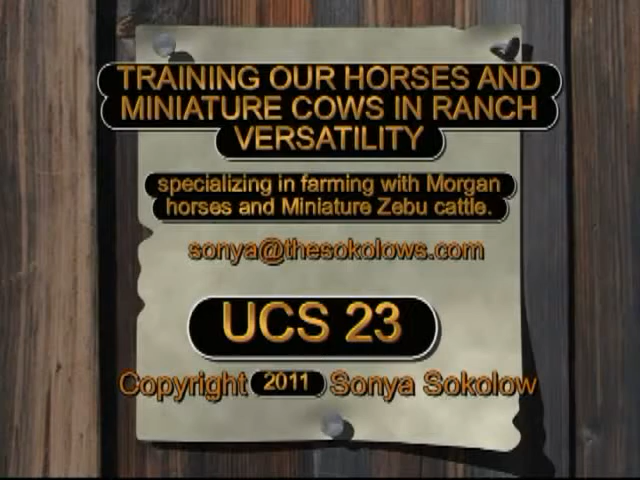 TRAINING OUR HORSES AND
MINIATURE COWS IN RANCH
VERSATILITY
specializing in farming with Morgan
horses and Miniature Zebu cattle.
sonya@thesokolows.com
UCS 23
Copyright 2011 Sonya Sokolow